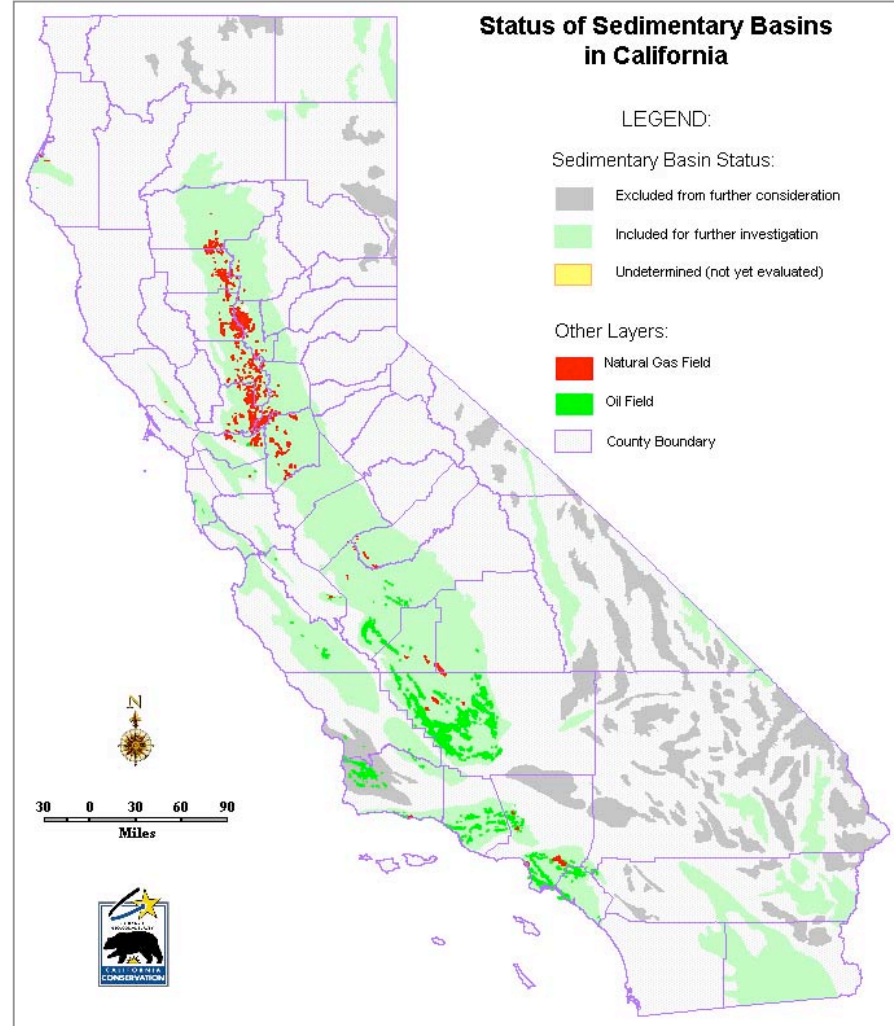 Status of Sedimentary Basins
in California
LEGEND:
Sedimentary Basin Status:
Excluded from further consideration
Included for further investigation
Undetermined (not yet evaluated)
Other Layers:
Natural Gas Field
Oil Field
County Boundary
N
30 0 30 60 90
Miles
CALIFORNIA
CONSERVATION